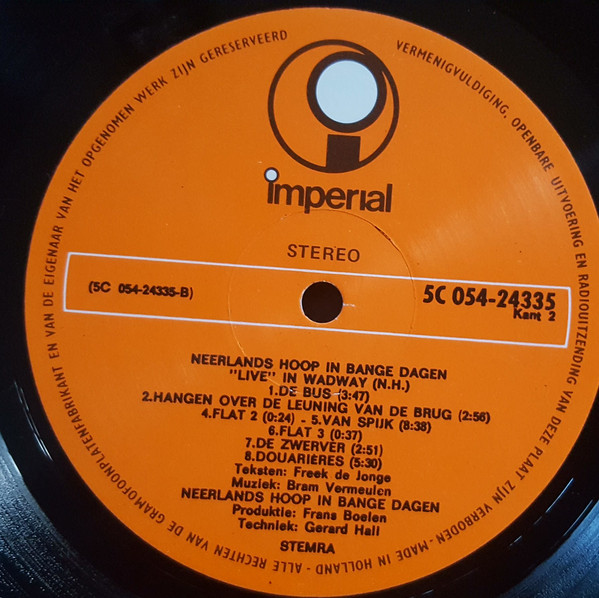 ALLE RECHTEN VAN DE GRAMOFOONPLATENFABRIKANT EN VAN DE EIGENAAR VAN HET OPGENOMEN WERK ZIJN GERESERVEERD
VERMENIGVULDIGING, OPENBARE UITVOERING EN RADIOUITZENDING VAN DEZE PLAAT ZIJN VERBODEN - MADE IN HOLLAND -
imperial
STEREO
(5C 054-24335-B)
5C 054-24335
Kant 2
NEERLANDS HOOP IN BANGE DAGEN
"LIVE" IN WADWAY (N.H.)
1.DE BUS (3:47)
2.HANGEN OVER DE LEUNING VAN DE BRUG (2:56)
4.FLAT 2 (0:24) - 5.VAN SPIJK (8:38)
6.FLAT 3 (0:37)
7.DE ZWERVER (2:51)
8.DOUARIERES (5:30)
Teksten: Freek de Jonge
Muziek: Bram Vermeulen
NEERLANDS HOOP IN BANGE DAGEN
Produktie: Frans Boelen
Techniek: Gerard Hall
STEMRA